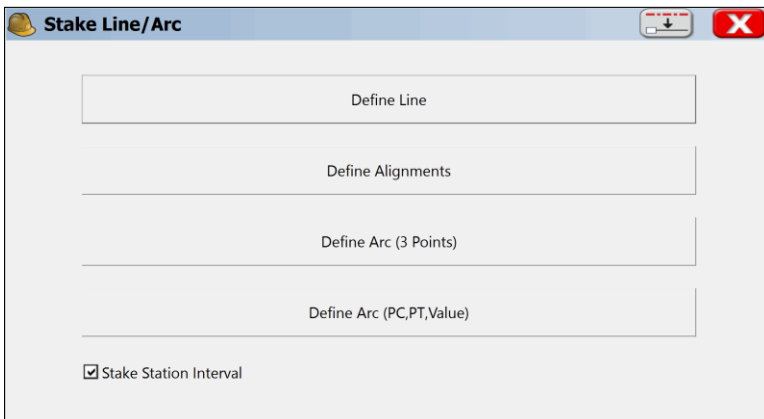 Stake Line/Arc
Define Line
Define Alignments
Define Arc (3 Points)
Define Arc (PC,PT,Value)
Stake Station Interval